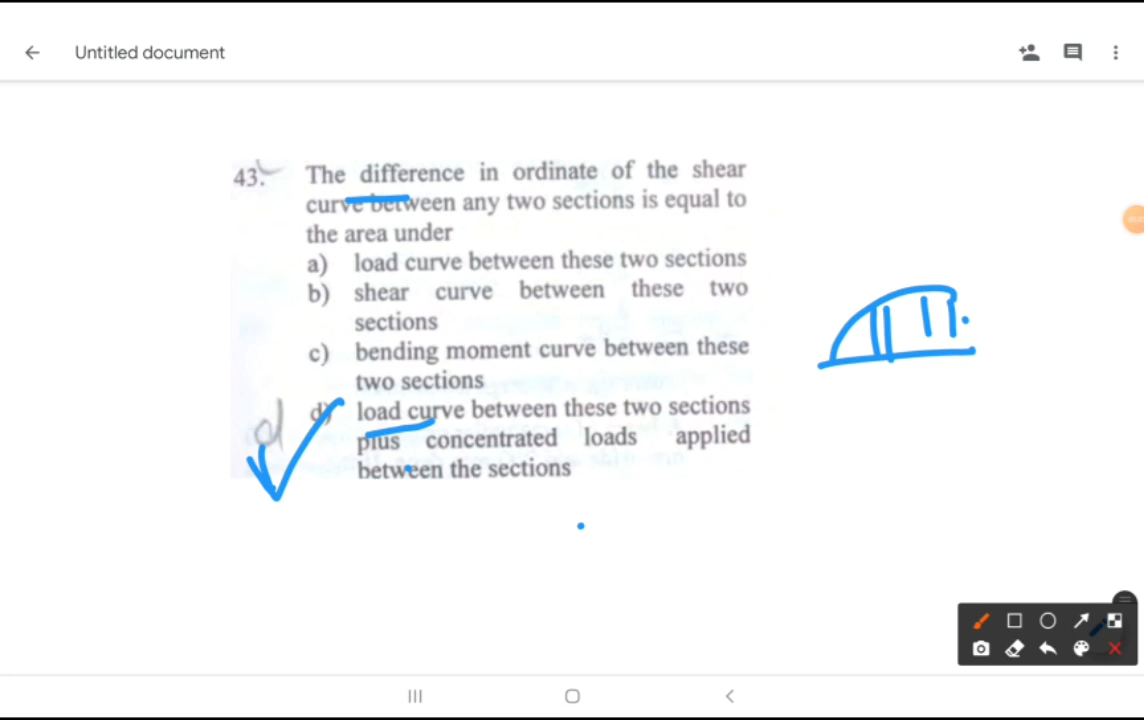 Untitled document
43.
The difference in ordinate of the shear
curve between any two sections is equal to
the area under
a) load curve between these two sections
b) shear curve between these two
sections
c) bending moment curve between these
two sections
d) load curve between these two sections
plus concentrated loads applied
between the sections
d